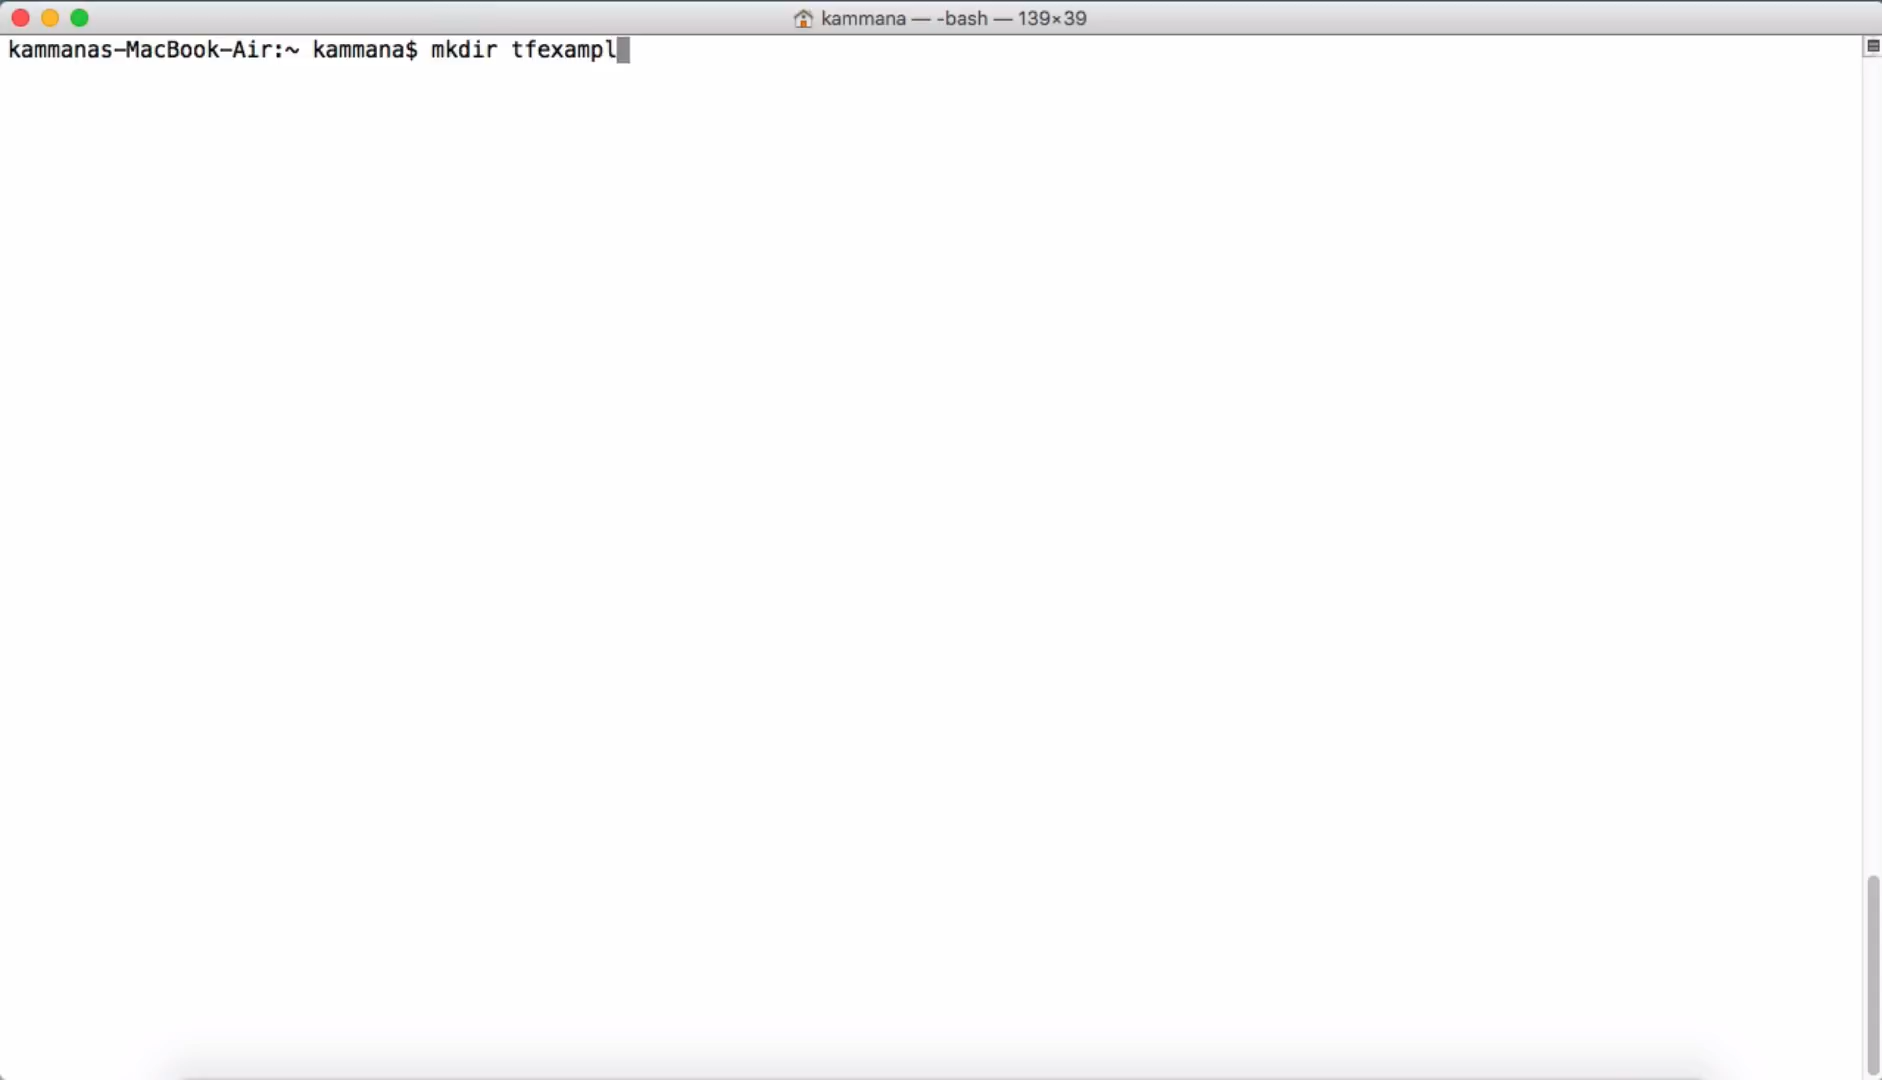 kammana — -bash — 139×39
kammanas-MacBook-Air:~ kammana$ mkdir tfexampl